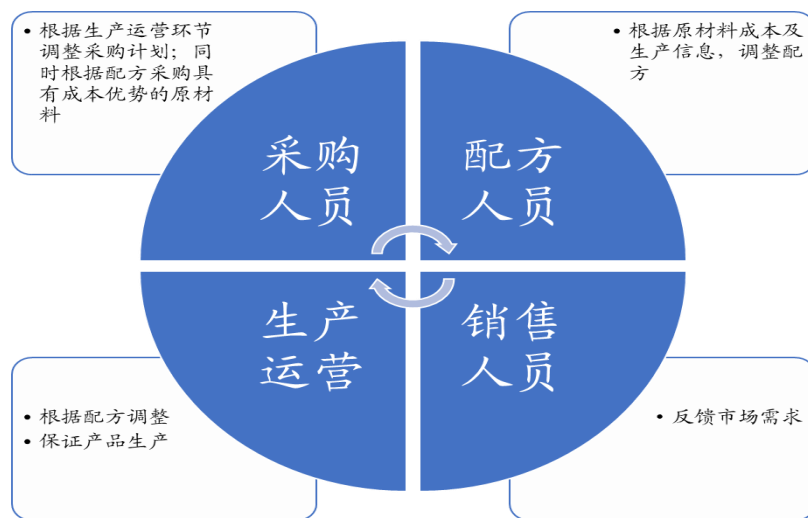 • 根据生产运营环节
调整采购计划；同
时根据配方采购具
有成本优势的原材
料
• 根据原材料成本及
生产信息，调整配
方
采购
人员
配方
人员
生产
运营
销售
人员
• 根据配方调整
• 保证产品生产
• 反馈市场需求